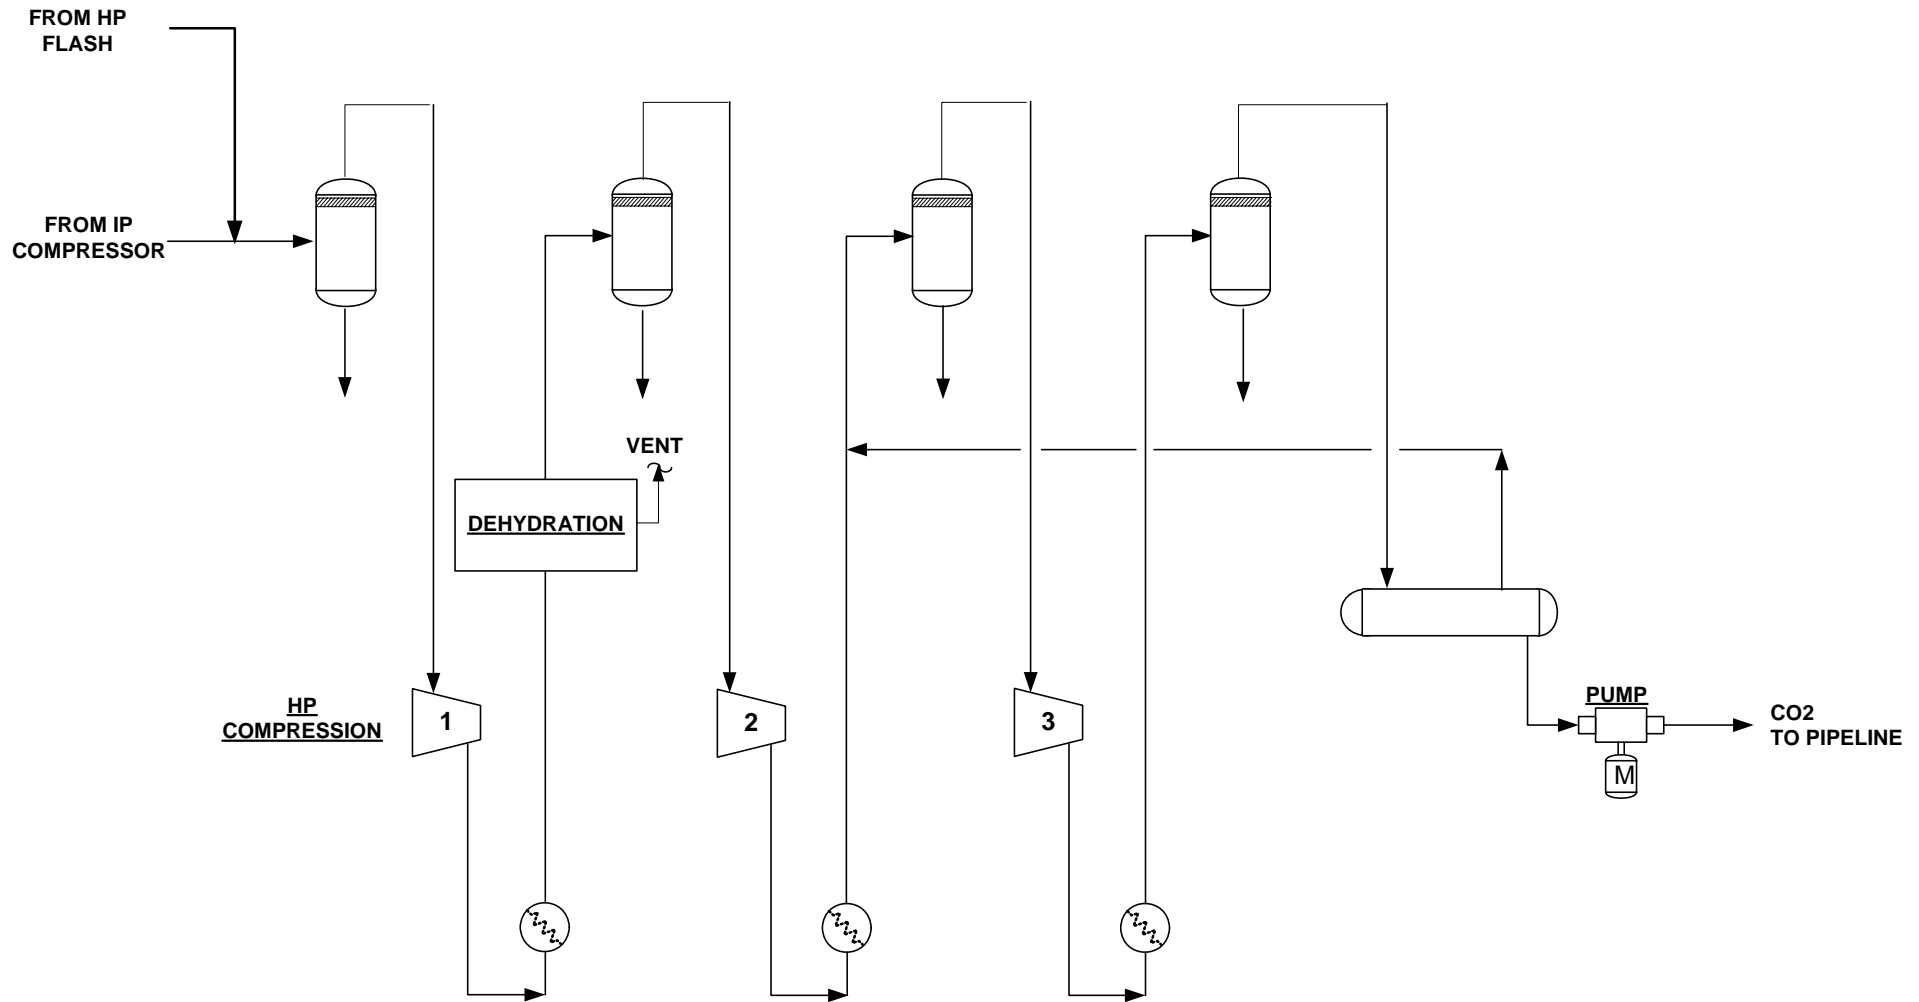 FROM HP
FLASH
FROM IP
COMPRESSOR
VENT
DEHYDRATION
HP
COMPRESSION
1
2
3
PUMP
M
CO2
TO PIPELINE